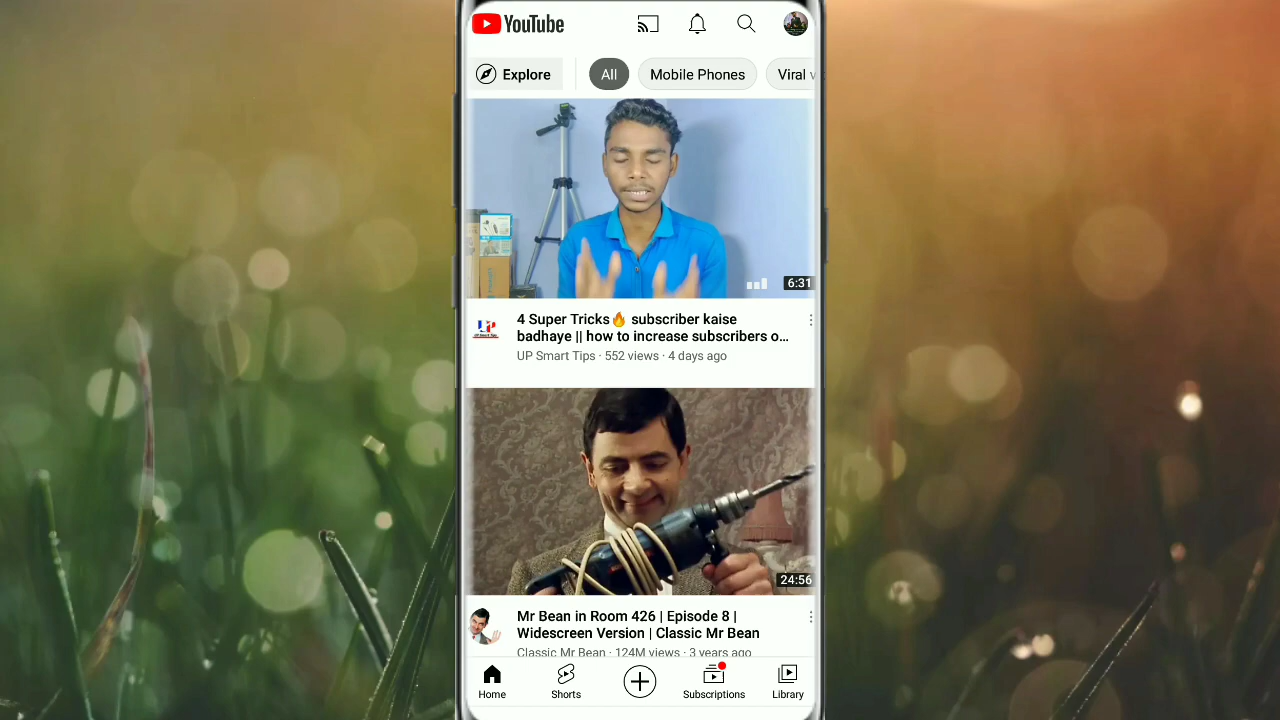 YouTube
Explore
All
Mobile Phones
Viral
6:31
4 Super Tricks🔥 subscriber kaise
badhaye || how to increase subscribers o...
UP Smart Tips · 552 views · 4 days ago
24:56
Mr Bean in Room 426 | Episode 8 |
Widescreen Version | Classic Mr Bean
Classic Mr Bean · 124M views · 3 years ago
Home
Shorts
Subscriptions
Library